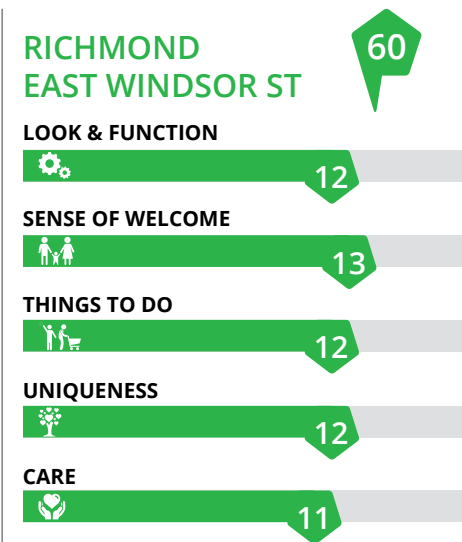 RICHMOND
EAST WINDSOR ST
60
LOOK & FUNCTION
12
SENSE OF WELCOME
13
THINGS TO DO
12
UNIQUENESS
12
CARE
11